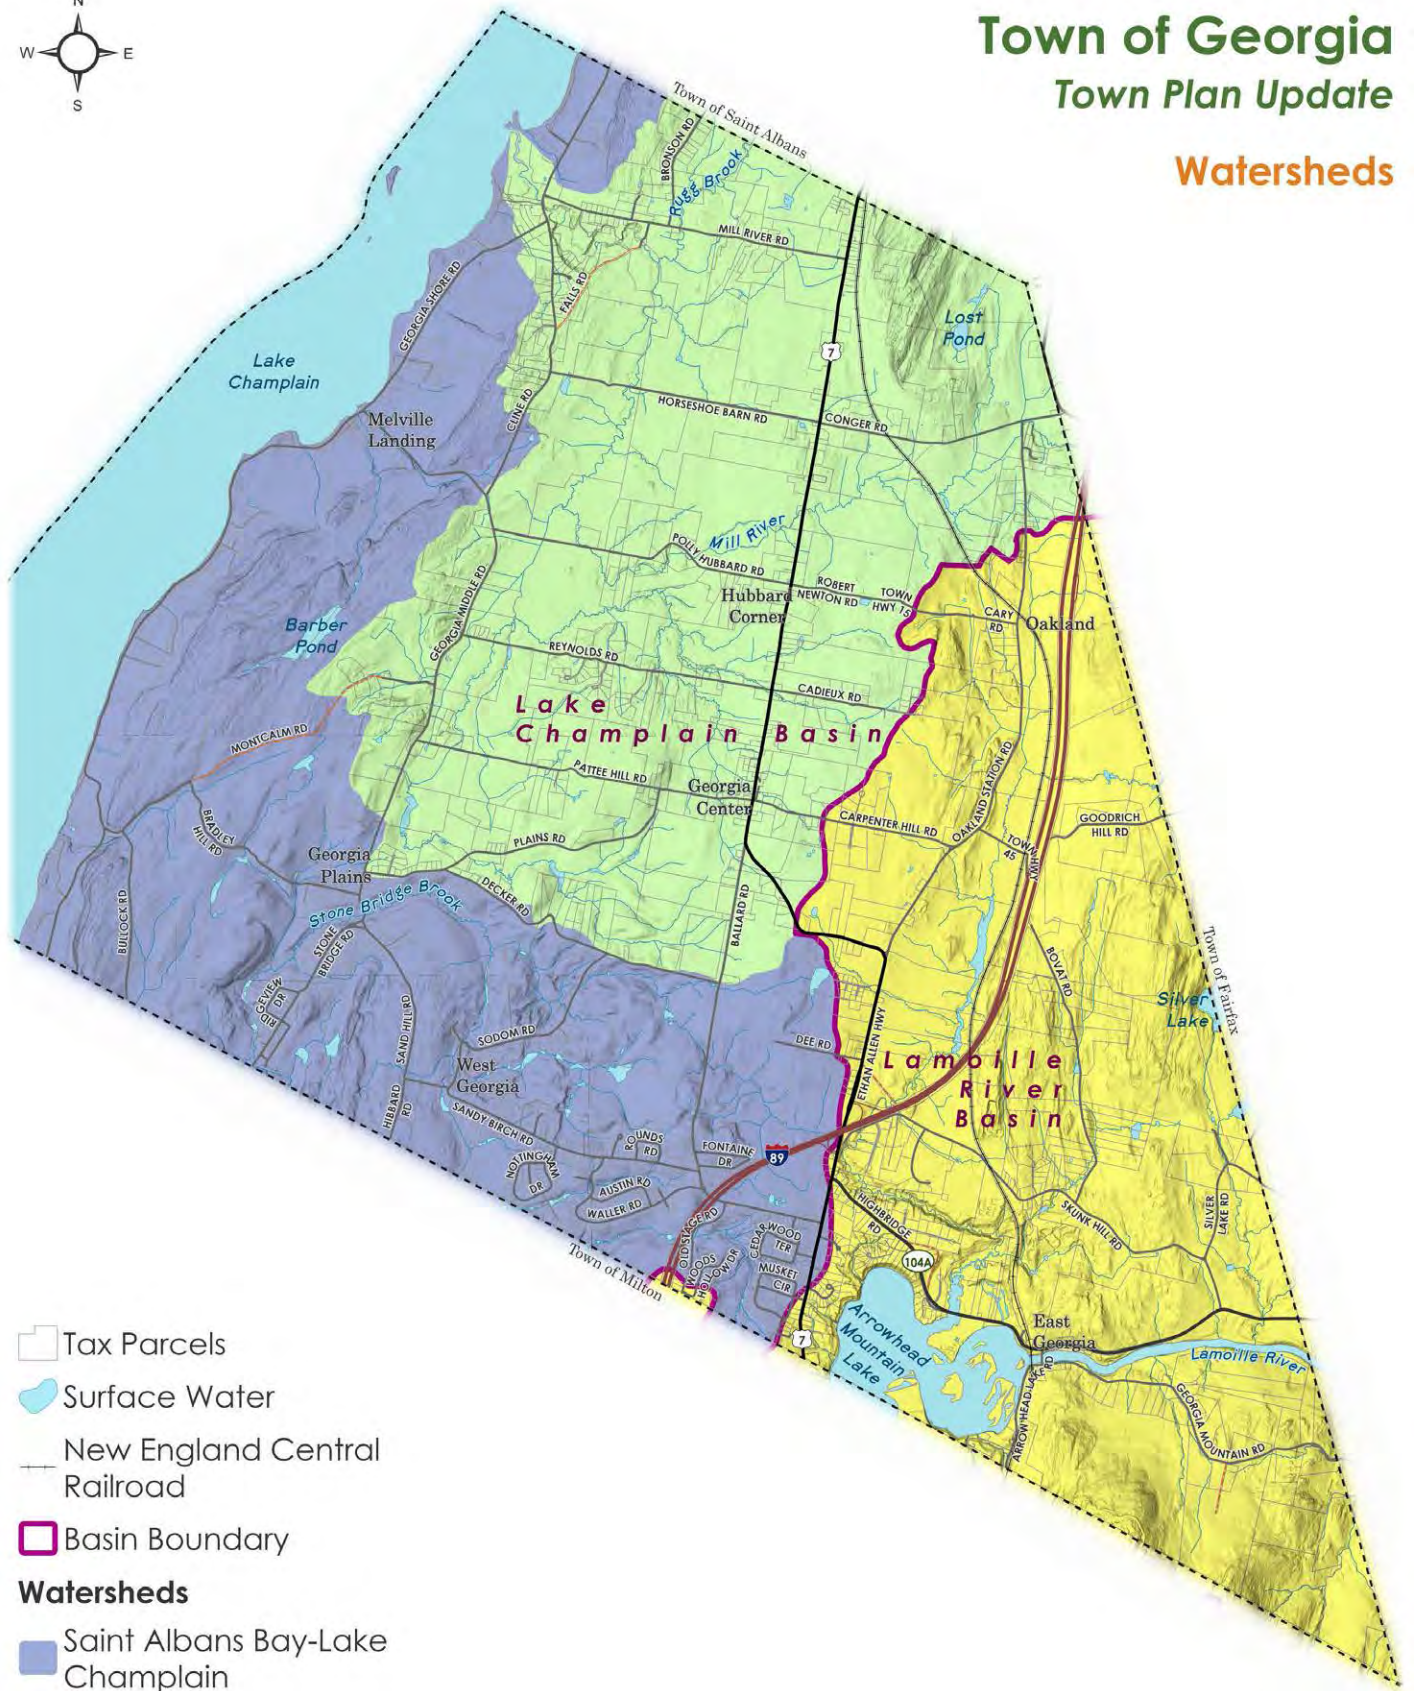 N
W
E
S
Town of Georgia
Town Plan Update
Watersheds
Town of Saint Albans
BRONSON RD
Rugg Brook
MILL RIVER RD
FALLS RD
GEORGIA SHORE RD
Lost
Pond
7
Lake
Champlain
CLINE RD
HORSESHOE BARN RD
CONGER RD
Melville
Landing
Mill River
POLLY HUBBARD RD
ROBERT
NEWTON RD
TOWN
HWY 15
Hubbard
Corner
CARY
RD
Oakland
GEORGIA MIDDLE RD
Barber
Pond
REYNOLDS RD
CADIEUX RD
Lake
Champlain Basin
MONTCALM RD
PATTEE HILL RD
Georgia
Center
OAKLAND STATION RD
CARPENTER HILL RD
GOODRICH
HILL RD
TOWN HWY
45
BRADLEY
HILL RD
PLAINS RD
Georgia
Plains
DECKER RD
Stone Bridge Brook
BULLOCK RD
STONE
BRIDGE RD
BALLARD RD
BOVAT RD
Town of Fairfax
RIDGEVIEW
DR
SAND HILL RD
Silver
Lake
SODOM RD
DEE RD
ETHAN ALLEN HWY
Lamoille
River
Basin
West
Georgia
HIBBARD
RD
SANDY BIRCH RD
ROUNDS
RD
FONTAINE
DR
89
NOTTINGHAM
DR
AUSTIN RD
WALLER RD
OLD STAGE RD
HIGHBRIDGE
RD
SKUNK HILL RD
SILVER
LAKE RD
CEDARWOOD
TER
WOODS
HOLLOW DR
MUSKET
CIR
104A
Town of Milton
7
Arrowhead
Mountain
Lake
East
Georgia
Lamoille River
ARROWHEAD LAKE RD
GEORGIA MOUNTAIN RD
Tax Parcels
Surface Water
New England Central
Railroad
Basin Boundary
Watersheds
Saint Albans Bay-Lake
Champlain